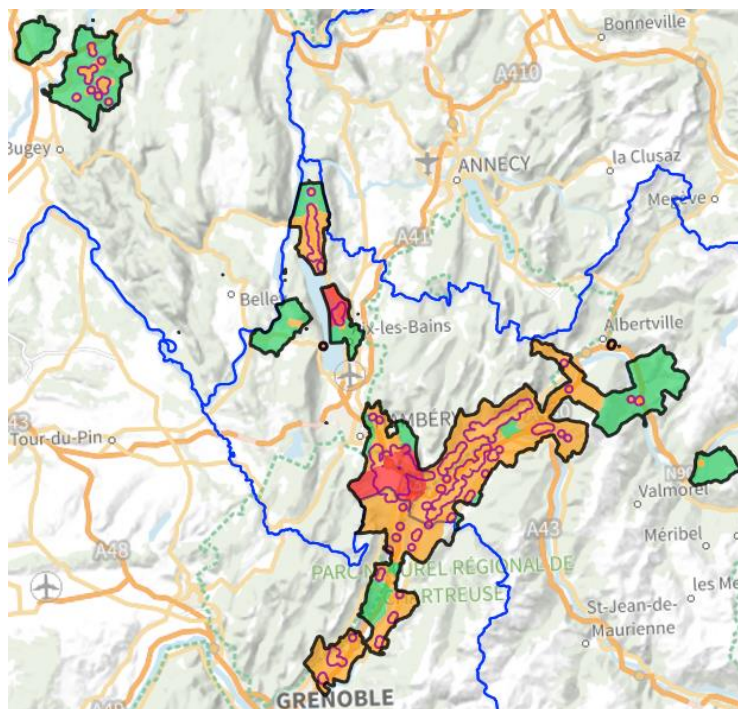 Bonneville
A410
Bugey
ANNECY
la Clusaz
Megève
A41
Belle
x-les-Bains
Albertville
43
Tour-du-Pin
AMBÉRY
N90
Valmorel
A48
A43
Méribel
PARC NATUREL RÉGIONAL DE
CHARTREUSE
les Me
St-Jean-de-
Maurienne
GRENOBLE